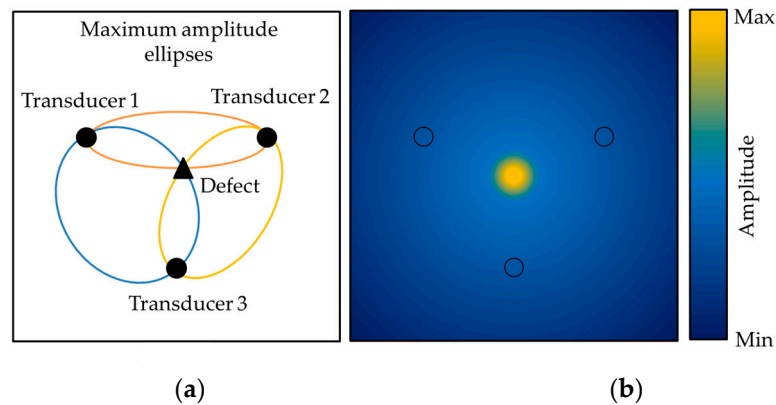 Maximum amplitude
ellipses
Transducer 1
Transducer 2
Defect
Transducer 3
Max
Amplitude
Min
(a)
(b)